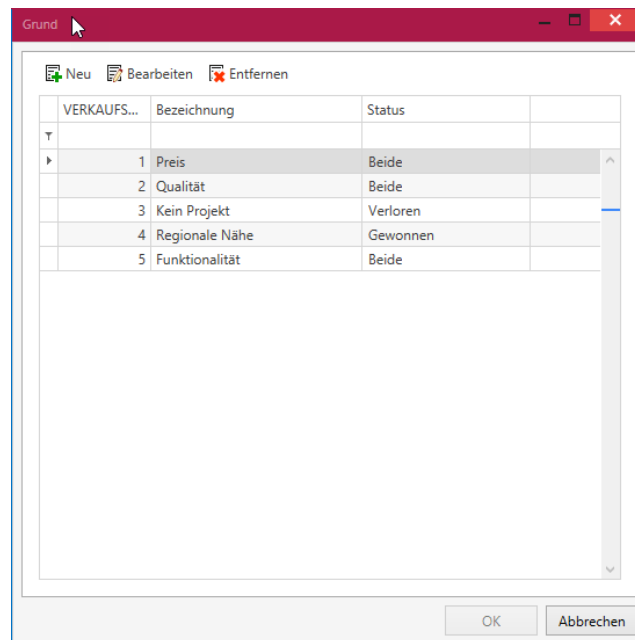 Grund
Neu Bearbeiten Entfernen
VERKAUFS... Bezeichnung Status
1 Preis Beide
2 Qualität Beide
3 Kein Projekt Verloren
4 Regionale Nähe Gewonnen
5 Funktionalität Beide
OK Abbrechen